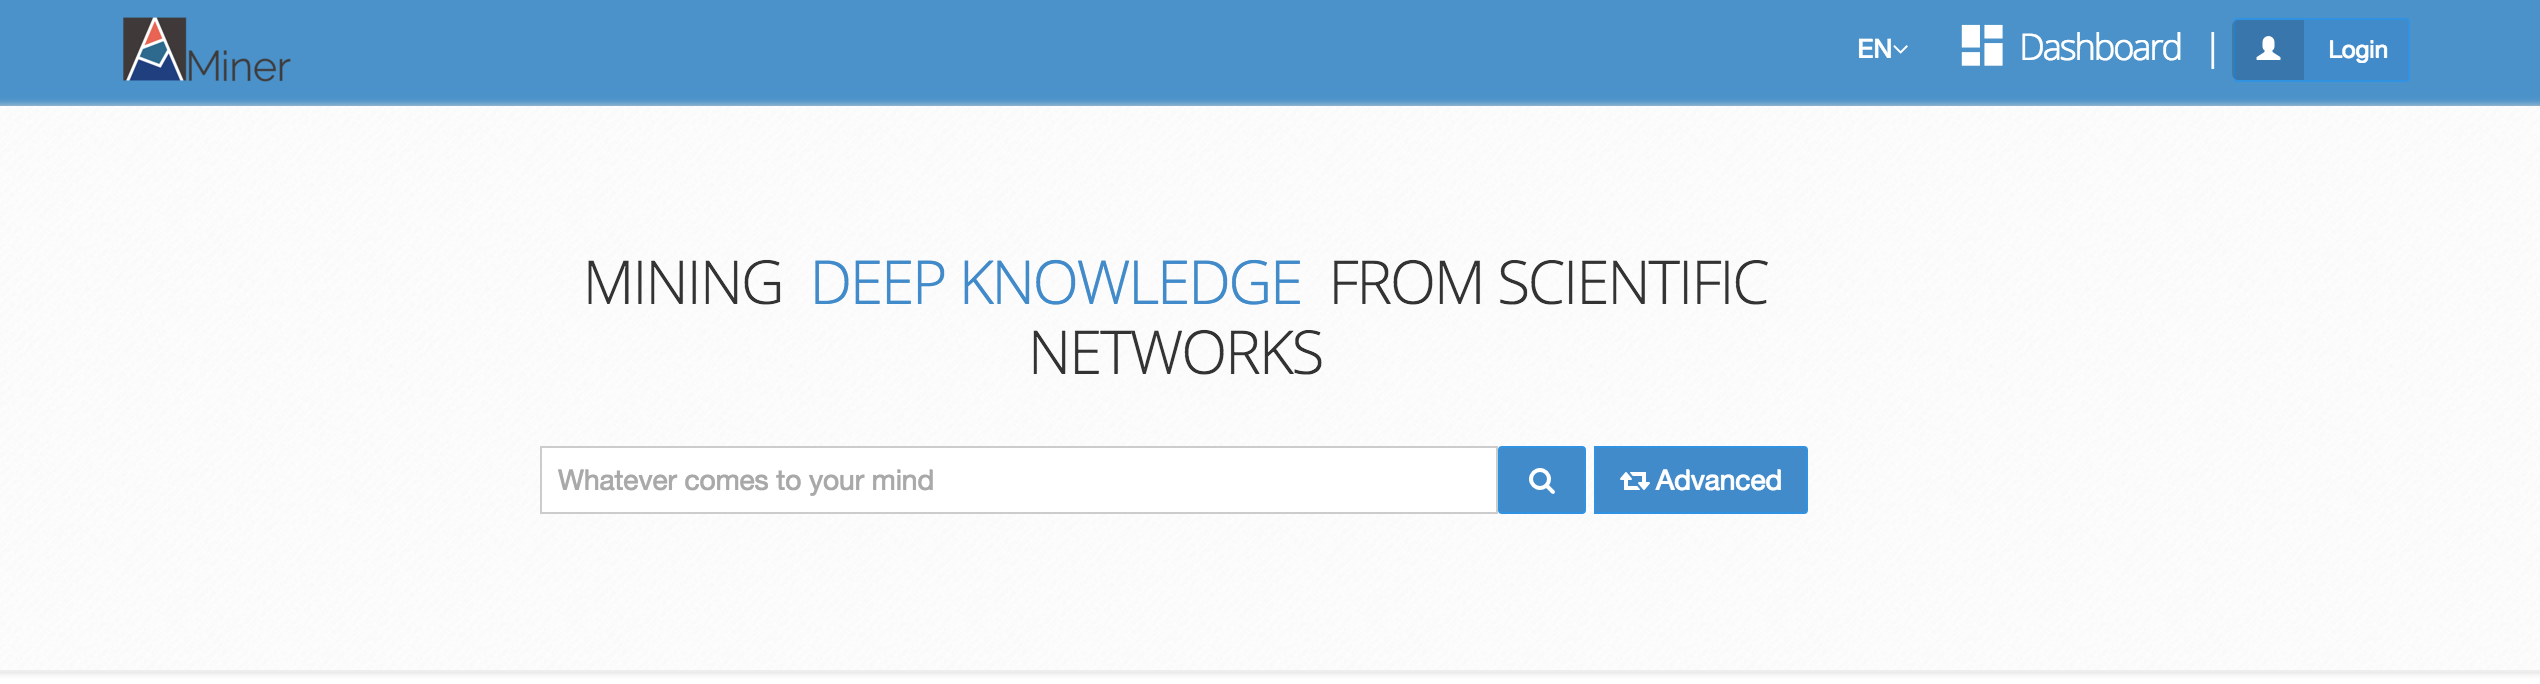 AMiner
EN
Dashboard | Login
MINING DEEP KNOWLEDGE FROM SCIENTIFIC
NETWORKS
Whatever comes to your mind
Advanced